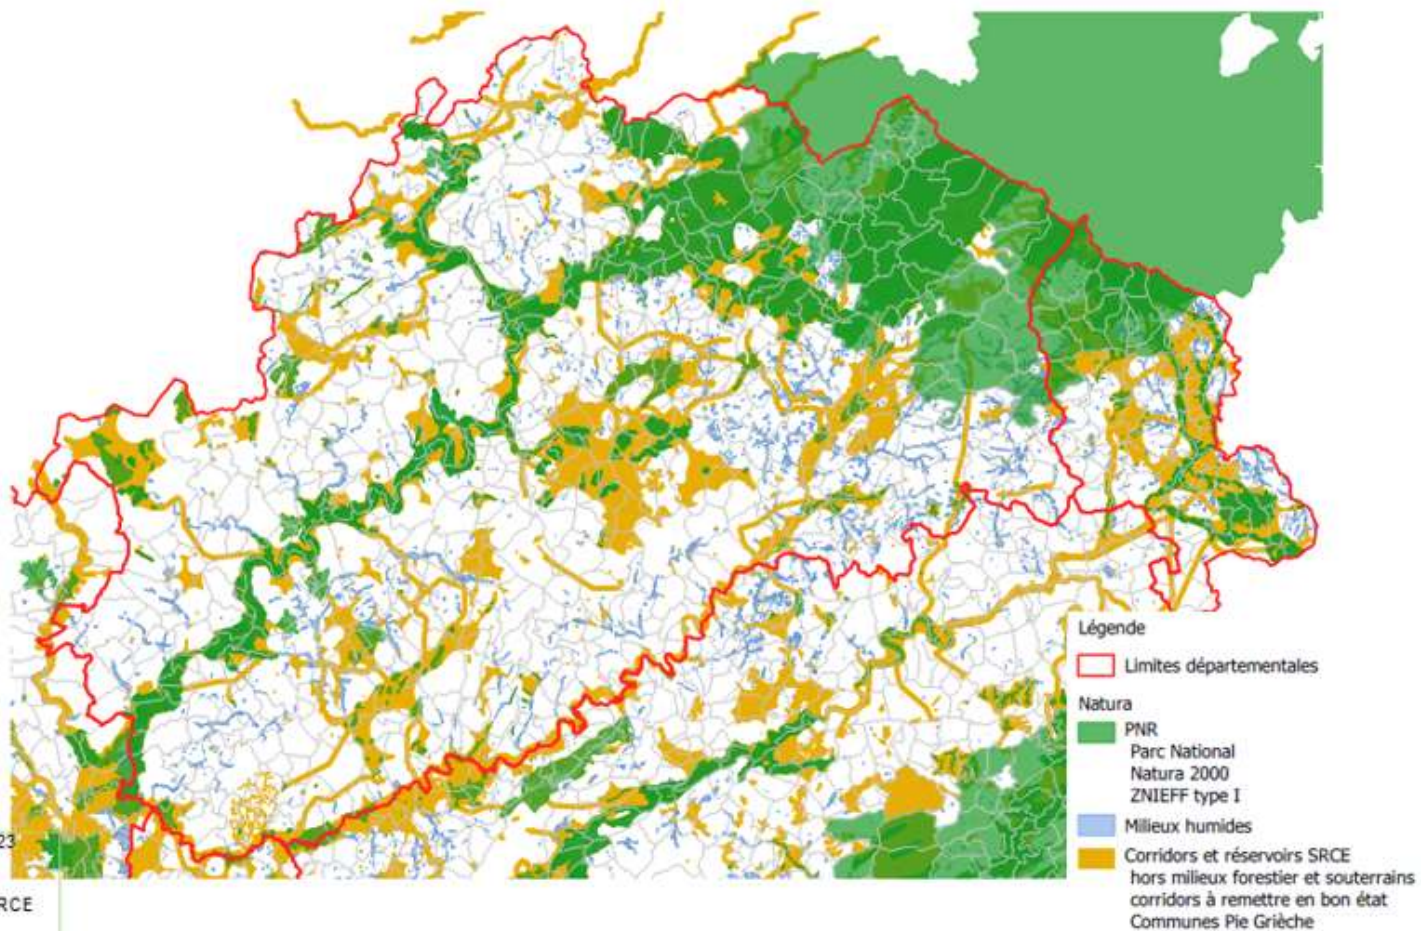 Légende
Limites départementales
Natura
PNR
Parc National
Natura 2000
ZNIEFF type I
Milieux humides
Corridors et réservoirs SRCE
hors milieux forestier et souterrains
corridors à remettre en bon état
Communes Pie Grièche
23
RCE